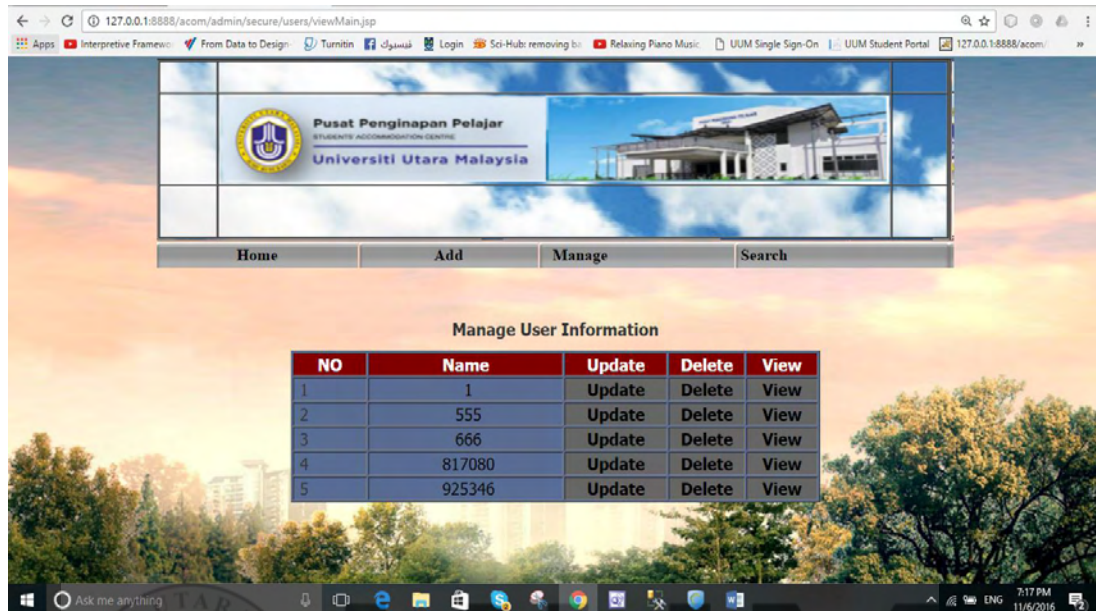 127.0.0.1:8888/acom/admin/secure/users/viewMain.jsp
Apps Interpretive Framewo From Data to Design Turnitin فيسبوك Login Sci-Hub: removing ba Relaxing Piano Music UUM Single Sign-On UUM Student Portal 127.0.0.1:8888/acom/ »
Pusat Penginapan Pelajar
STUDENTS' ACCOMMODATION CENTRE
Universiti Utara Malaysia
Home Add Manage Search
Manage User Information
NO Name Update Delete View
1 1 Update Delete View
2 555 Update Delete View
3 666 Update Delete View
4 817080 Update Delete View
5 925346 Update Delete View
Ask me anything ENG 7:17 PM
11/6/2016